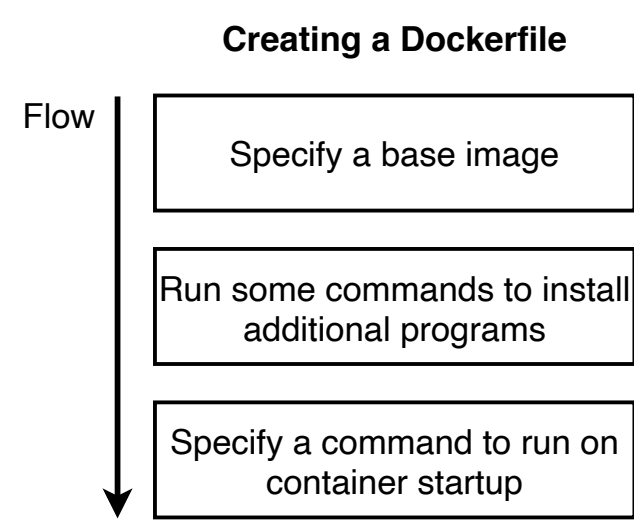 Creating a Dockerfile
Flow
Specify a base image
Run some commands to install
additional programs
Specify a command to run on
container startup